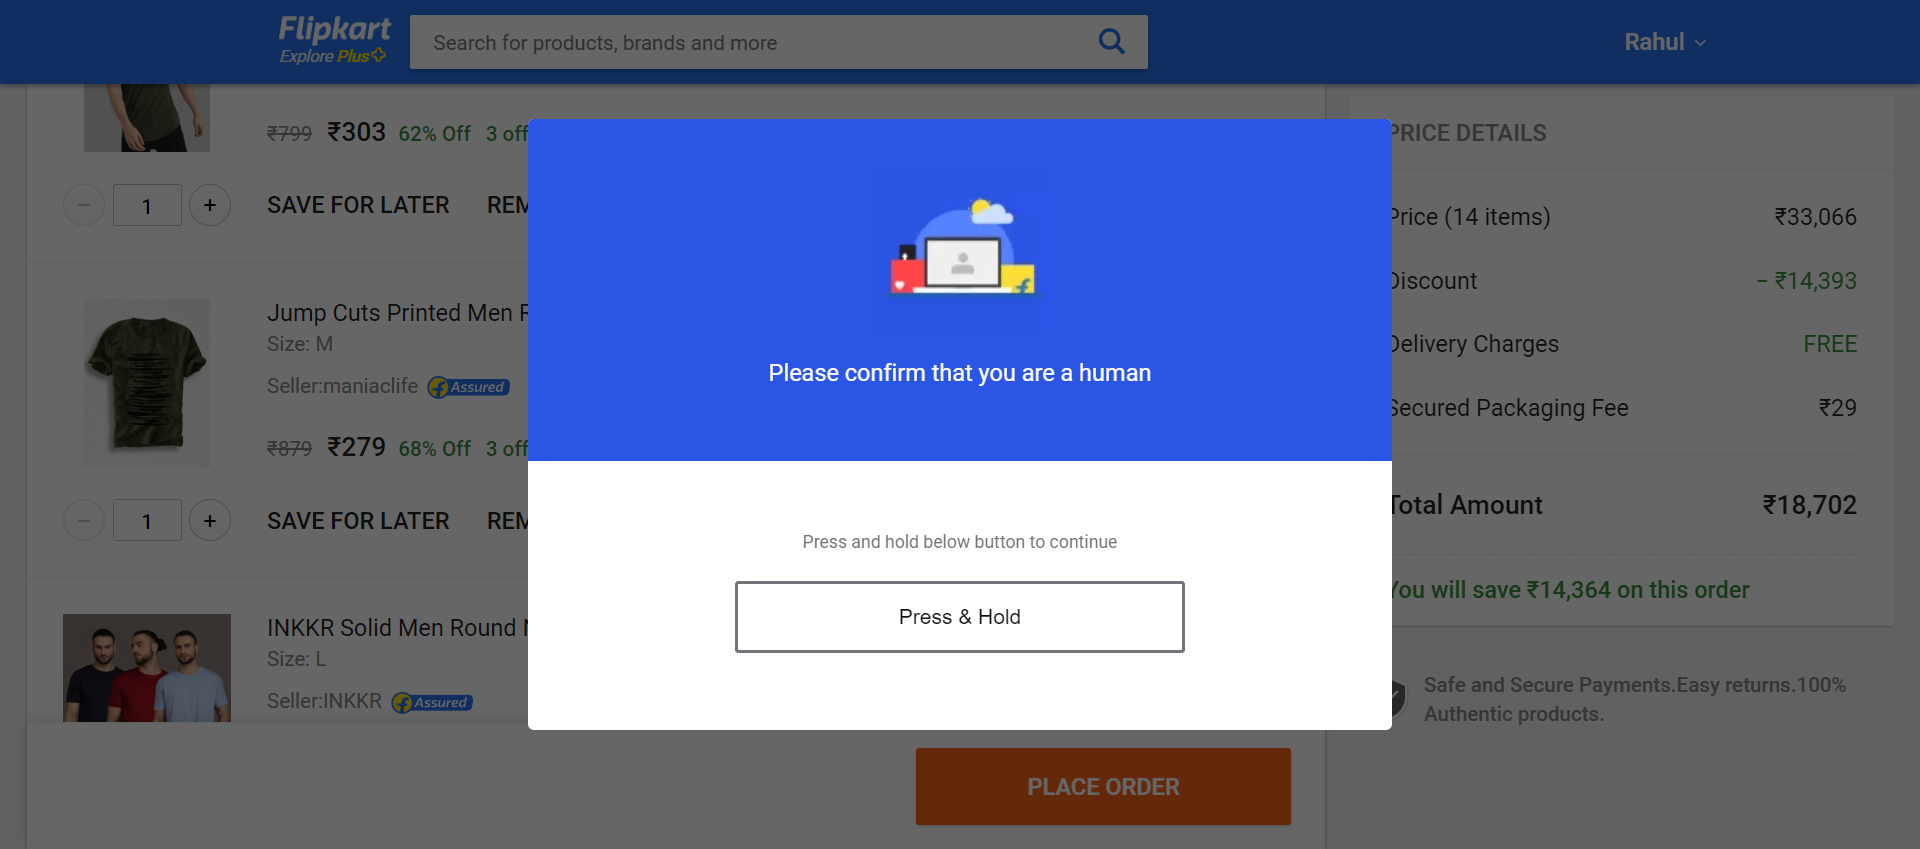 Flipkart
Explore Plus
Search for products, brands and more
Rahul
₹799 ₹303 62% Off 3 off
1
SAVE FOR LATER
Jump Cuts Printed Men
Size: M
Seller:maniaclife
Assured
₹879 ₹279 68% Off 3 off
1
SAVE FOR LATER
INKKR Solid Men Round
Size: L
Seller:INKKR
Assured
Please confirm that you are a human
Press and hold below button to continue
Press & Hold
PLACE ORDER
PRICE DETAILS
Price (14 items) ₹33,066
Discount − ₹14,393
Delivery Charges FREE
Secured Packaging Fee ₹29
Total Amount ₹18,702
You will save ₹14,364 on this order
Safe and Secure Payments.Easy returns.100%
Authentic products.